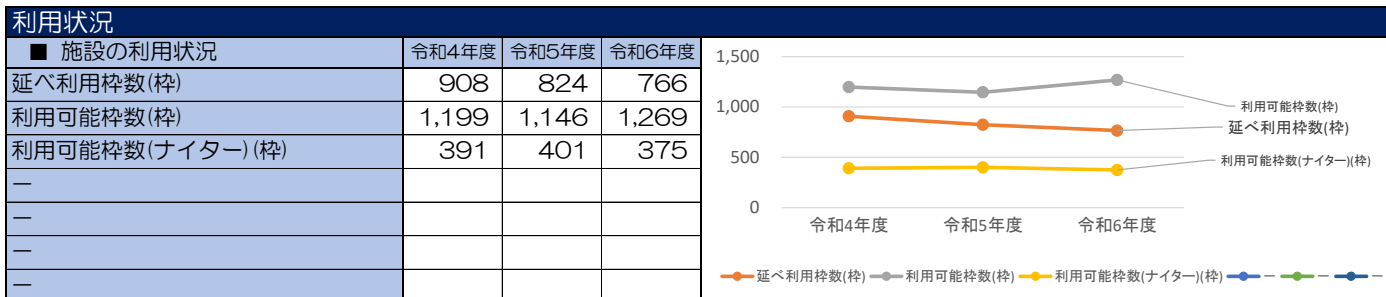 利用状況
■ 施設の利用状況 令和4年度 令和5年度 令和6年度
延べ利用枠数(枠) 908 824 766
利用可能枠数(枠) 1,199 1,146 1,269
利用可能枠数(ナイター)(枠) 391 401 375
－
－
－
－
1,500
1,000
500
0
令和4年度 令和5年度 令和6年度
利用可能枠数(枠)
延べ利用枠数(枠)
利用可能枠数(ナイター)(枠)
延べ利用枠数(枠) 利用可能枠数(枠) 利用可能枠数(ナイター)(枠) － － －